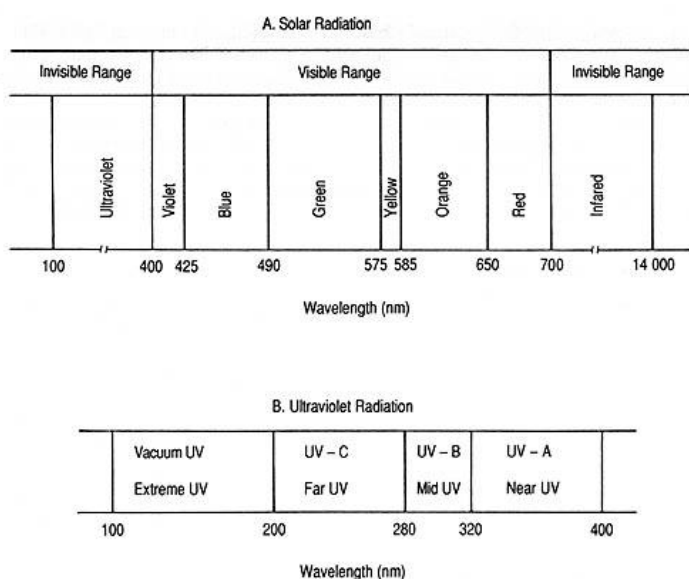 A. Solar Radiation
Invisible Range Visible Range Invisible Range
Ultraviolet Violet Blue Green Yellow Orange Red Infared
100 400 425 490 575 585 650 700 14 000
Wavelength (nm)
B. Ultraviolet Radiation
Vacuum UV UV – C UV – B UV – A
Extreme UV Far UV Mid UV Near UV
100 200 280 320 400
Wavelength (nm)